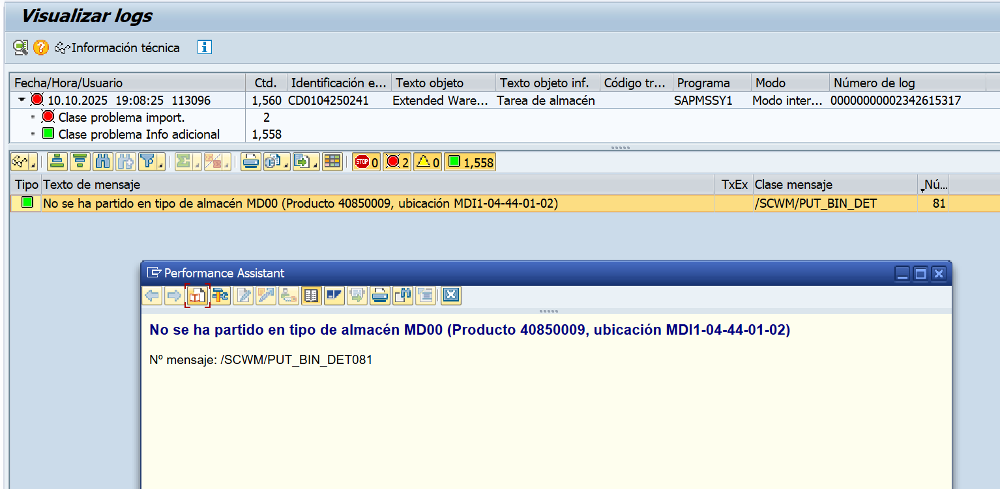 Visualizar logs
Información técnica
Fecha/Hora/Usuario Ctd. Identificación e... Texto objeto Texto objeto inf. Código tr... Programa Modo Número de log
10.10.2025 19:08:25 113096 1,560 CD0104250241 Extended Ware... Tarea de almacén SAPMSSY1 Modo inter... 00000000002342615317
Clase problema import. 2
Clase problema Info adicional 1,558
STOP 0 2 0 1,558
Tipo Texto de mensaje TxEx Clase mensaje Nú...
No se ha partido en tipo de almacén MD00 (Producto 40850009, ubicación MDI1-04-44-01-02) /SCWM/PUT_BIN_DET 81
Performance Assistant
No se ha partido en tipo de almacén MD00 (Producto 40850009, ubicación MDI1-04-44-01-02)
Nº mensaje: /SCWM/PUT_BIN_DET081